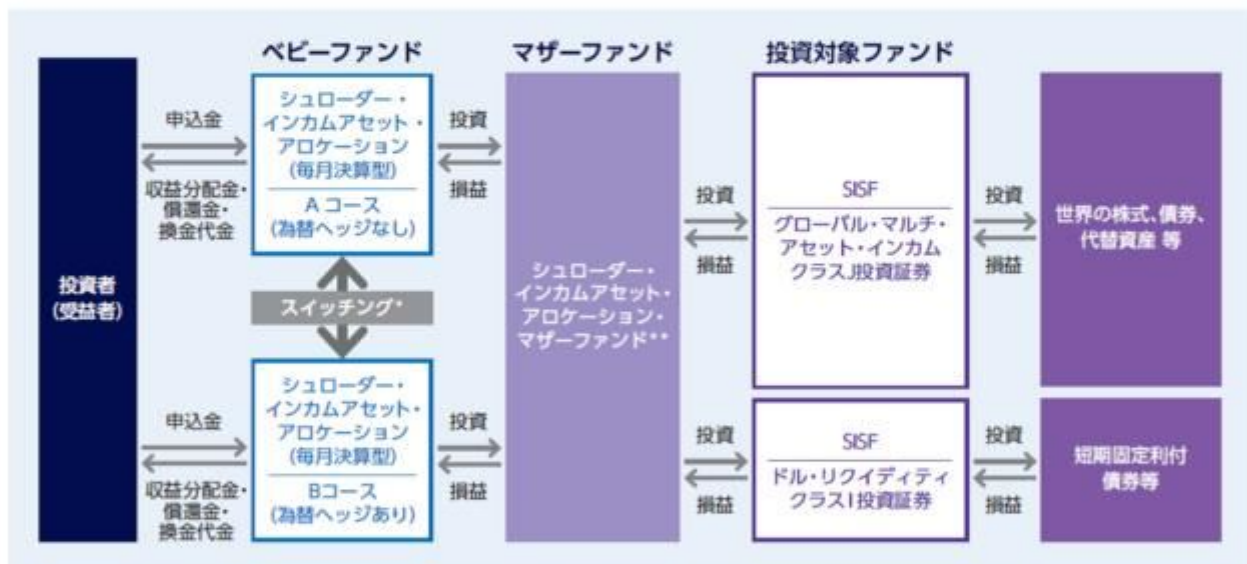 ベビーファンド
マザーファンド
投資対象ファンド
投資者
(受益者)
申込金
収益分配金・
償還金・
換金代金
シュローダー・
インカムアセット・
アロケーション
(毎月決算型)
Aコース
(為替ヘッジなし)
投資
損益
スイッチング*
申込金
収益分配金・
償還金・
換金代金
シュローダー・
インカムアセット・
アロケーション
(毎月決算型)
Bコース
(為替ヘッジあり)
投資
損益
シュローダー・
インカムアセット・
アロケーション・
マザーファンド**
投資
損益
SISF
グローバル・マルチ・
アセット・インカム
クラスJ投資証券
投資
損益
世界の株式、債券、
代替資産 等
投資
損益
SISF
ドル・リクイディティ
クラスI投資証券
投資
損益
短期固定利付
債券等